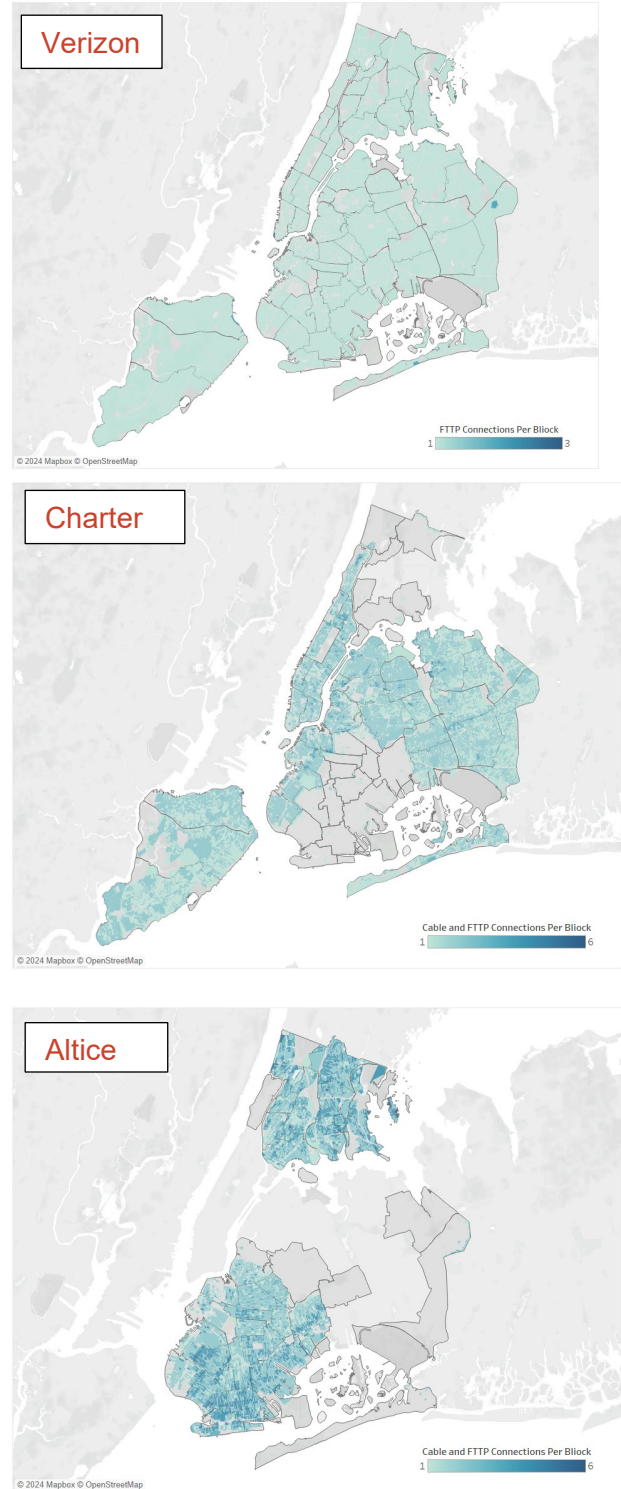 Verizon
FTTP Connections Per Bliock
1 3
© 2024 Mapbox © OpenStreetMap
Charter
Cable and FTTP Connections Per Bliock
1 6
© 2024 Mapbox © OpenStreetMap
Altice
Cable and FTTP Connections Per Bliock
1 6
© 2024 Mapbox © OpenStreetMap